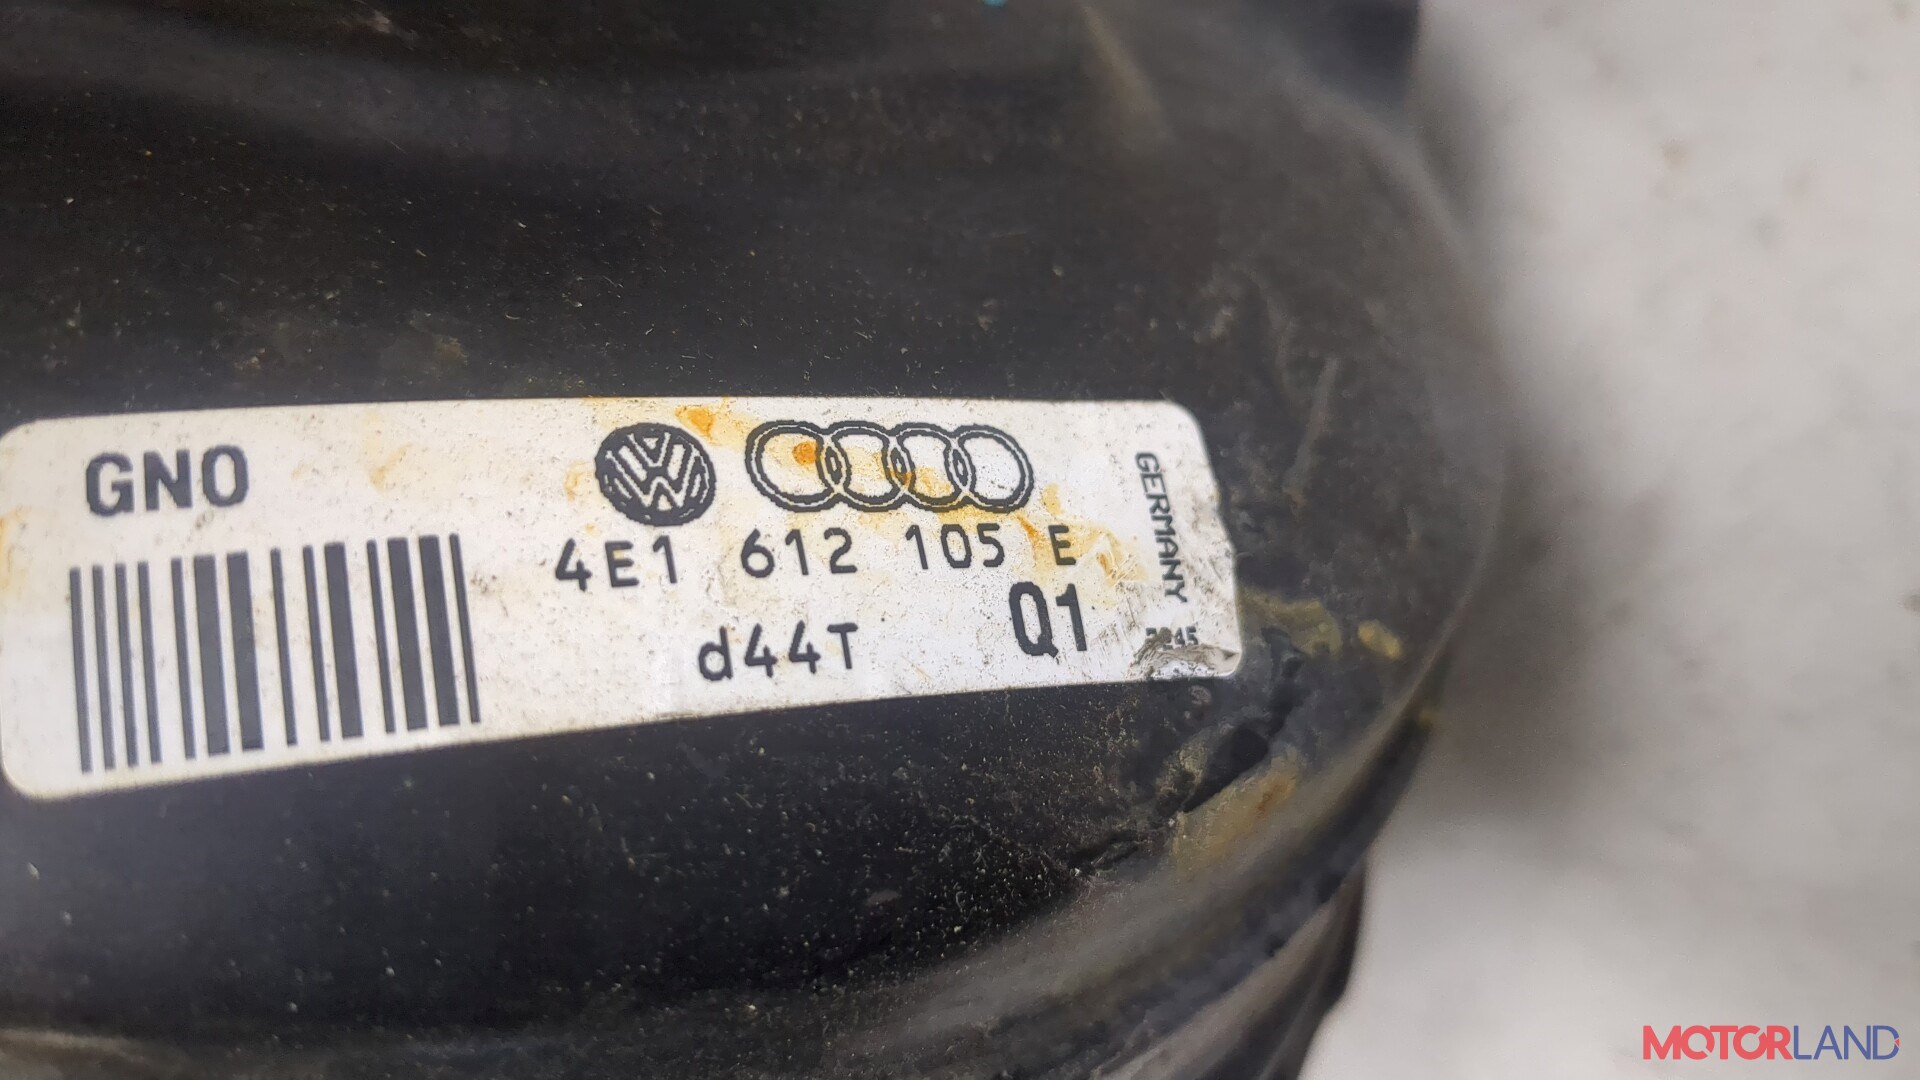 GNO
4E1 612 105 E
d44T Q1
GERMANY
MOTORLAND